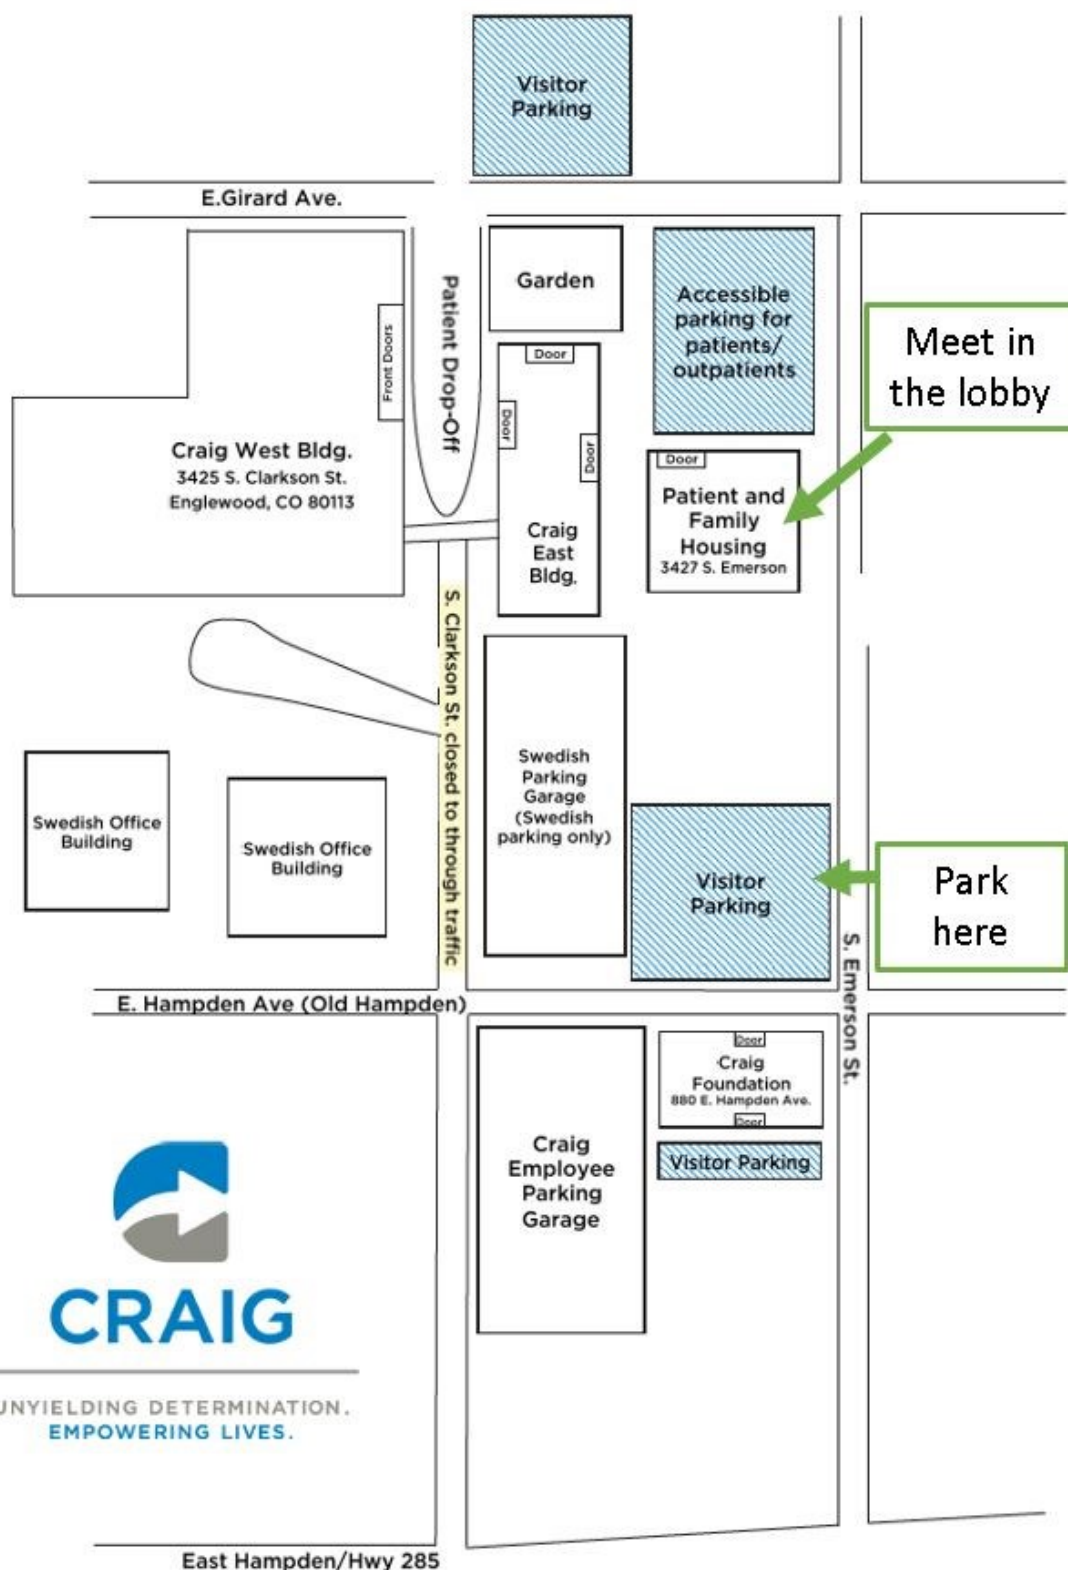 Visitor
Parking
E.Girard Ave.
Patient Drop-Off
Garden
Accessible
parking for
patients/
outpatients
Meet in
the lobby
Front Doors
Door
Door
Door
Craig West Bldg.
3425 S. Clarkson St.
Englewood, CO 80113
Craig
East
Bldg.
Door
Patient and
Family
Housing
3427 S. Emerson
S. Clarkson St. closed to through traffic
Swedish
Parking
Garage
(Swedish
parking only)
Swedish Office
Building
Swedish Office
Building
Visitor
Parking
Park
here
S. Emerson St.
E. Hampden Ave (Old Hampden)
Door
Craig
Foundation
880 E. Hampden Ave.
Door
Visitor Parking
Craig
Employee
Parking
Garage
CRAIG
UNYIELDING DETERMINATION.
EMPOWERING LIVES.
East Hampden/Hwy 285